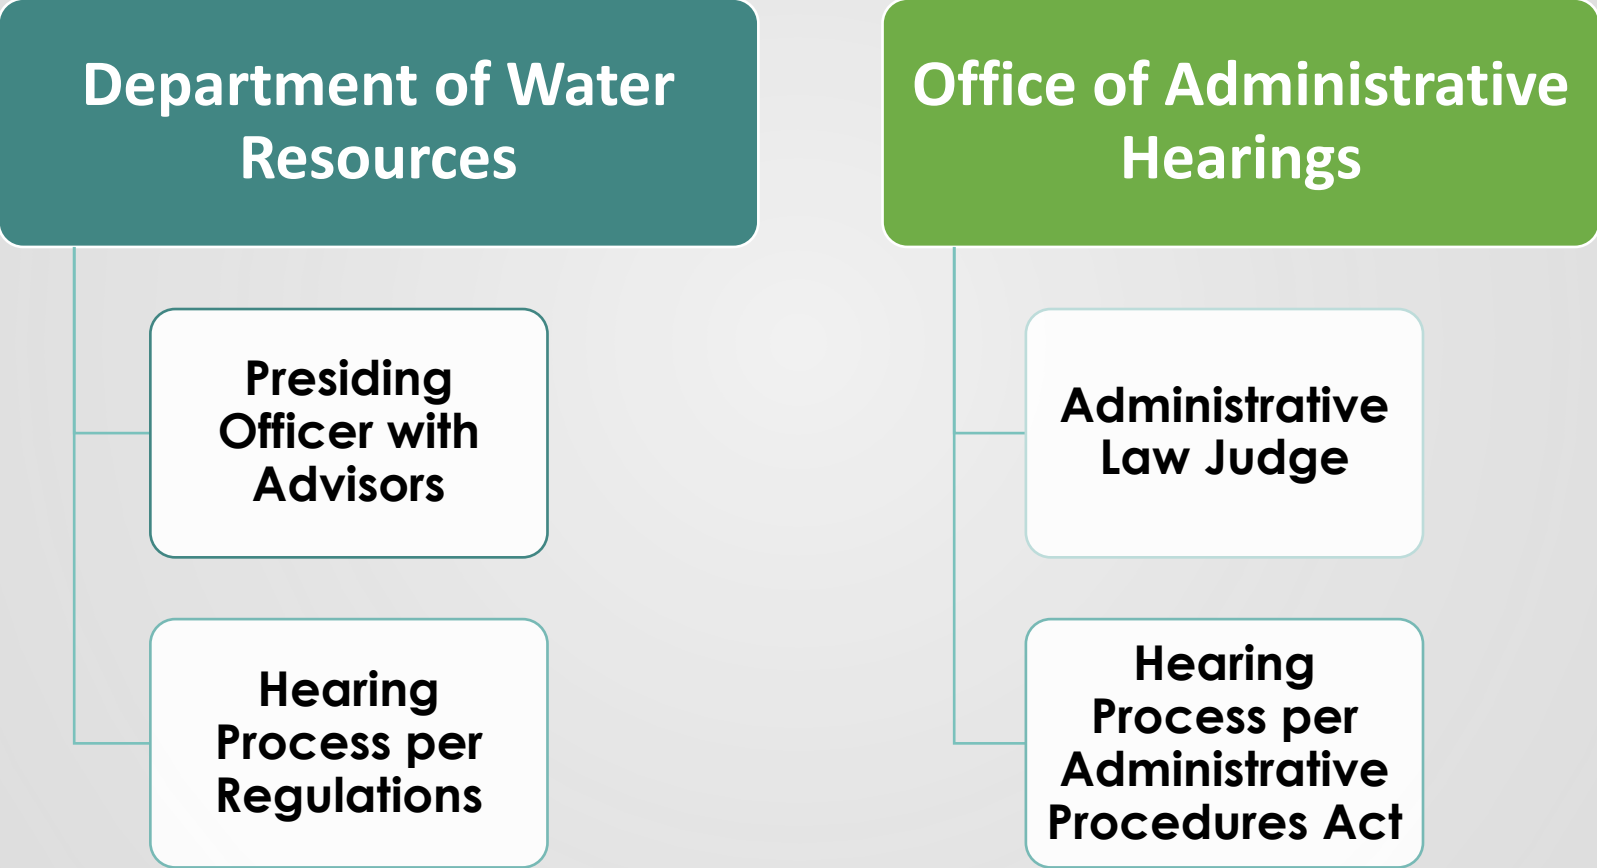 Department of Water
Resources
Presiding
Officer with
Advisors
Hearing
Process per
Regulations
Office of Administrative
Hearings
Administrative
Law Judge
Hearing
Process per
Administrative
Procedures Act